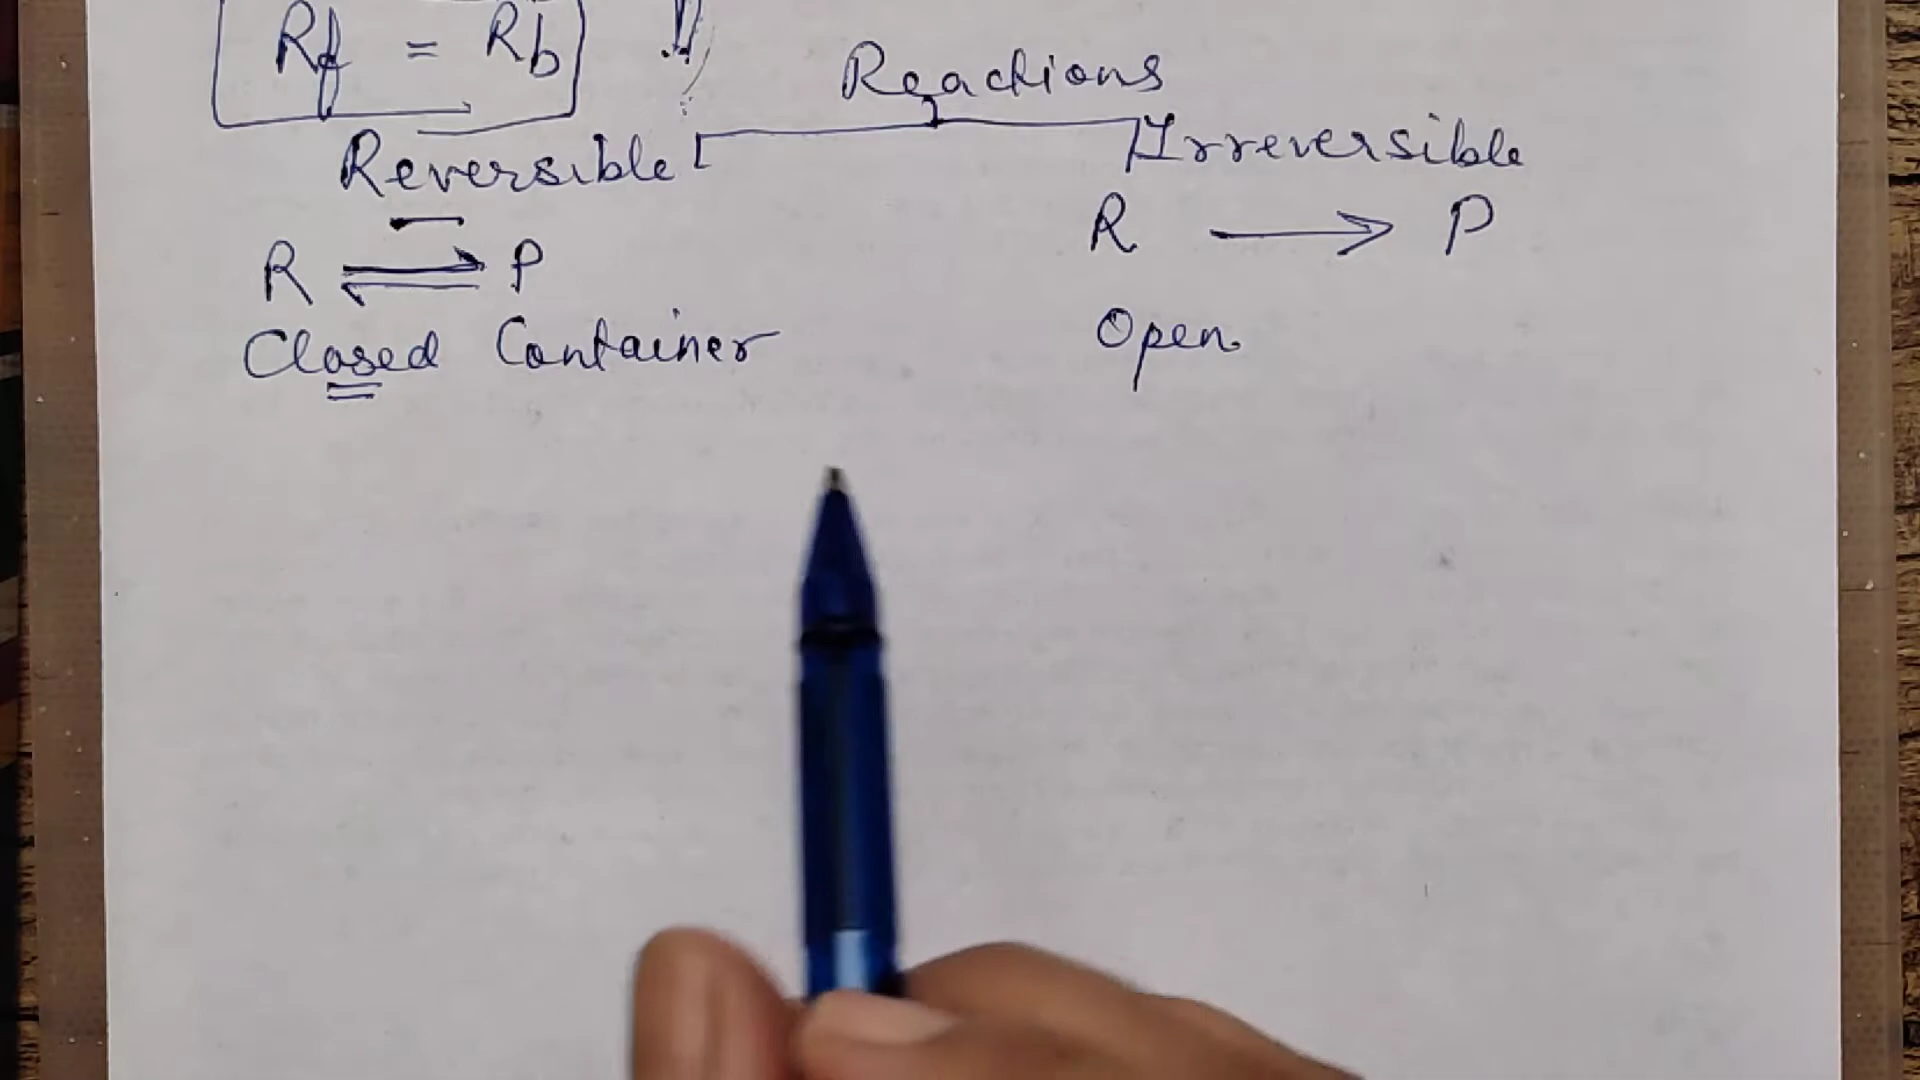 Rf = Rb !!
Reactions
Reversible Irreversible
R ⇌ P R → P
Closed Container Open